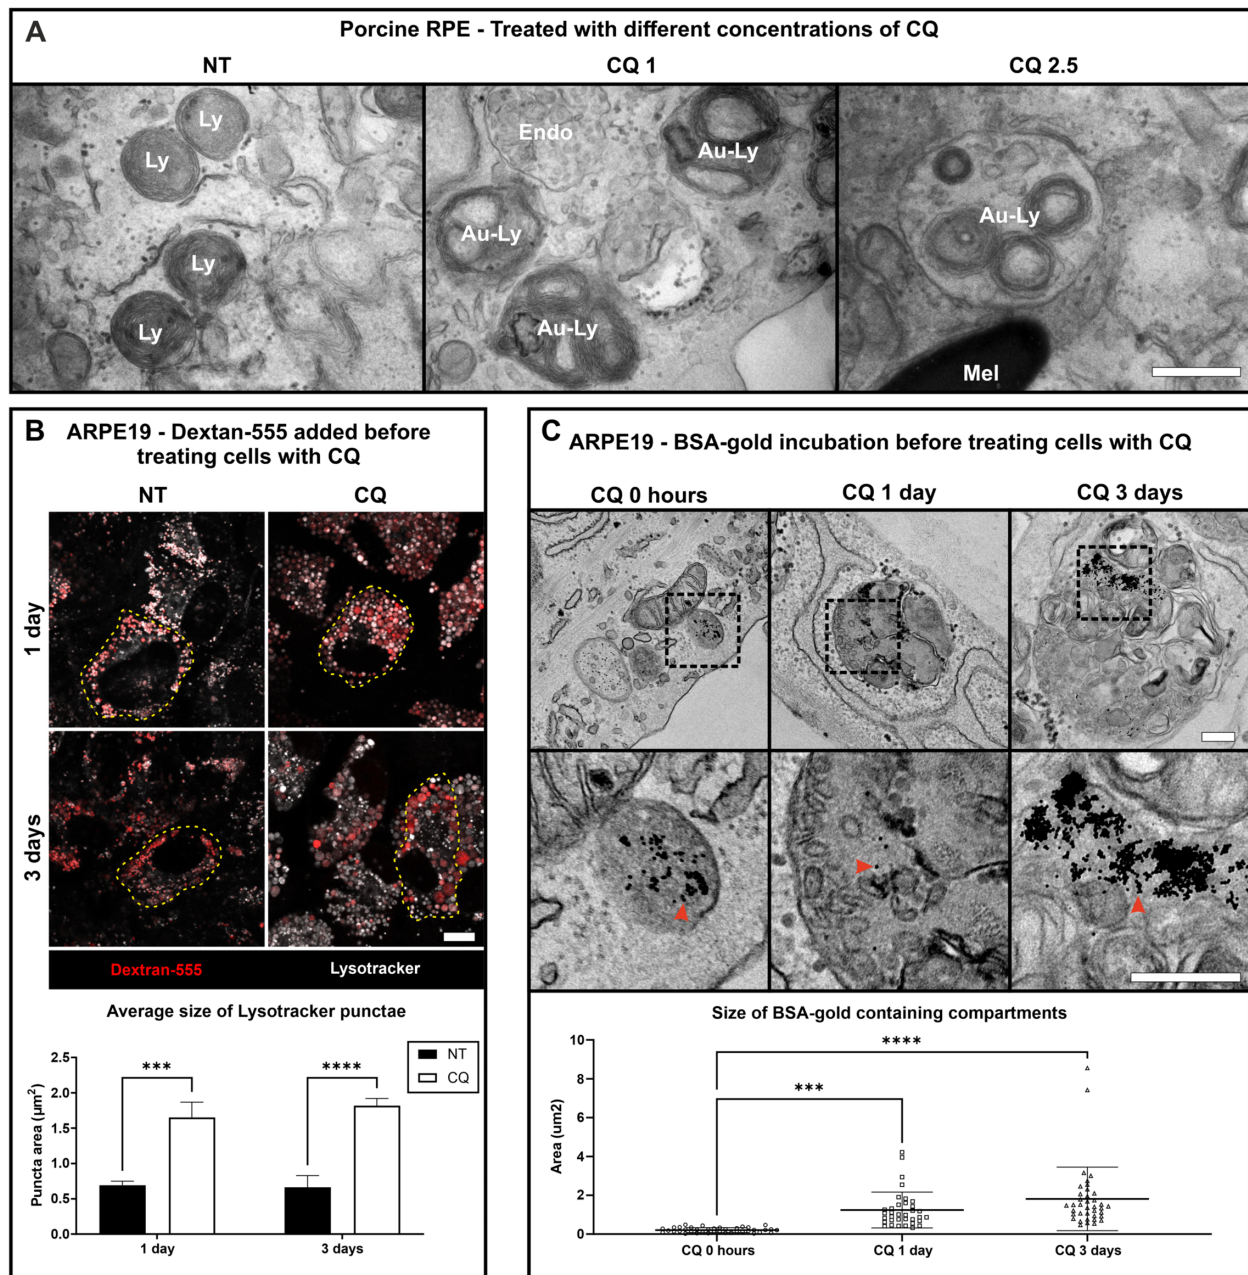 A
Porcine RPE - Treated with different concentrations of CQ
NT
CQ 1
CQ 2.5
Ly
Ly
Ly
Ly
Endo
Au-Ly
Au-Ly
Au-Ly
Au-Ly
Mel
B
ARPE19 - Dextan-555 added before
treating cells with CQ
NT
CQ
1 day
3 days
Dextran-555
Lysotracker
Average size of Lysotracker punctae
Puncta area (μm²)
2.5
2.0
1.5
1.0
0.5
0.0
***
****
NT
CQ
1 day
3 days
C
ARPE19 - BSA-gold incubation before treating cells with CQ
CQ 0 hours
CQ 1 day
CQ 3 days
Size of BSA-gold containing compartments
Area (um2)
10
8
6
4
2
0
****
***
CQ 0 hours
CQ 1 day
CQ 3 days